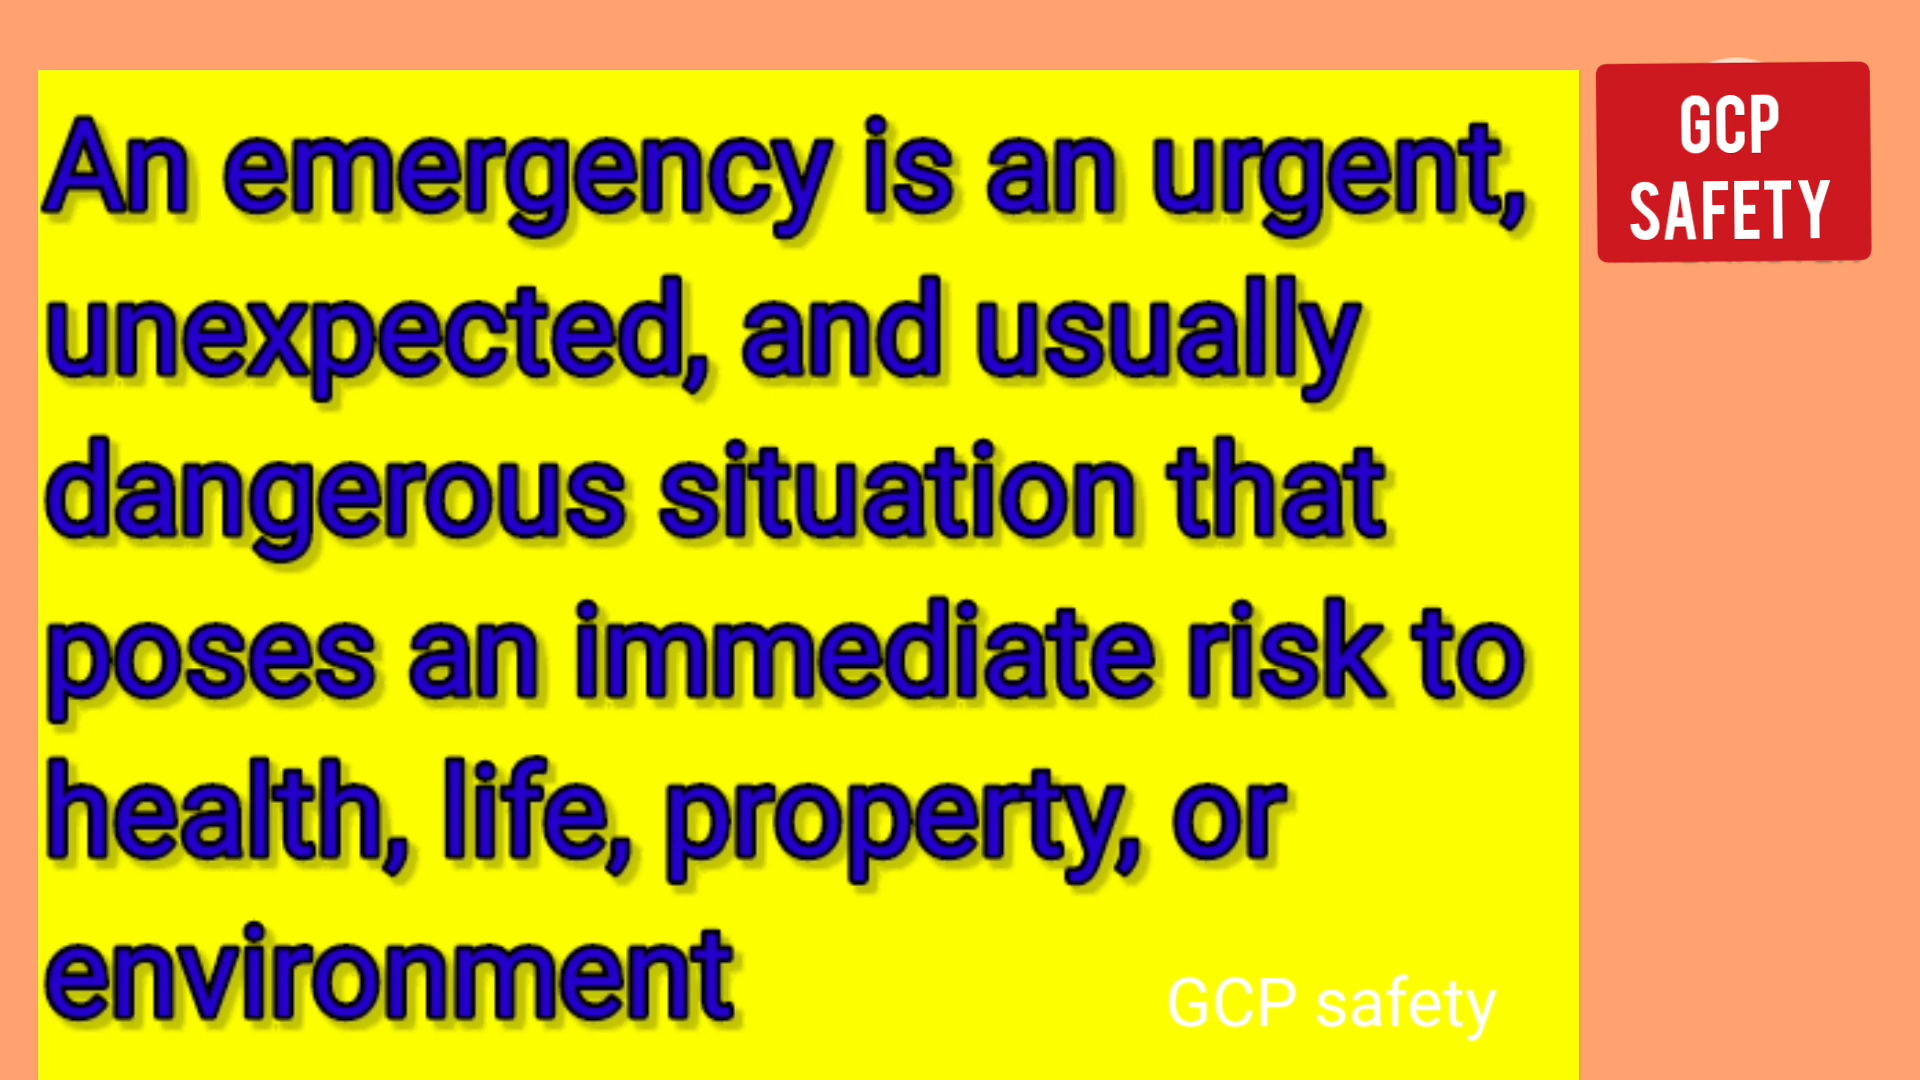 An emergency is an urgent,
unexpected, and usually
dangerous situation that
poses an immediate risk to
health, life, property, or
environment
GCP safety
GCP
SAFETY